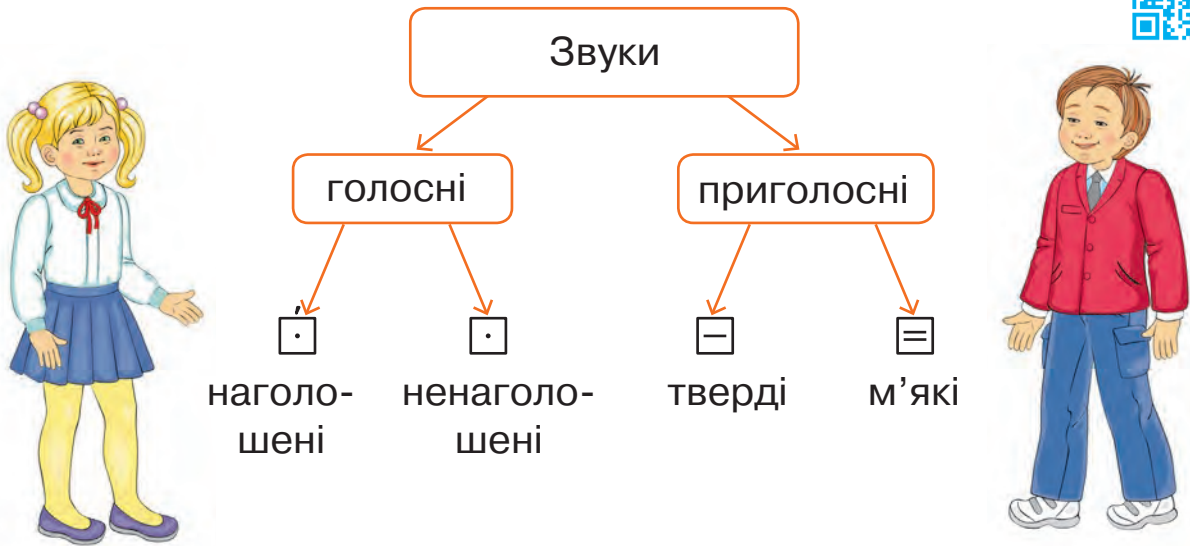 Звуки
голосні приголосні
наголо- ненаголо- тверді м’які
шені шені